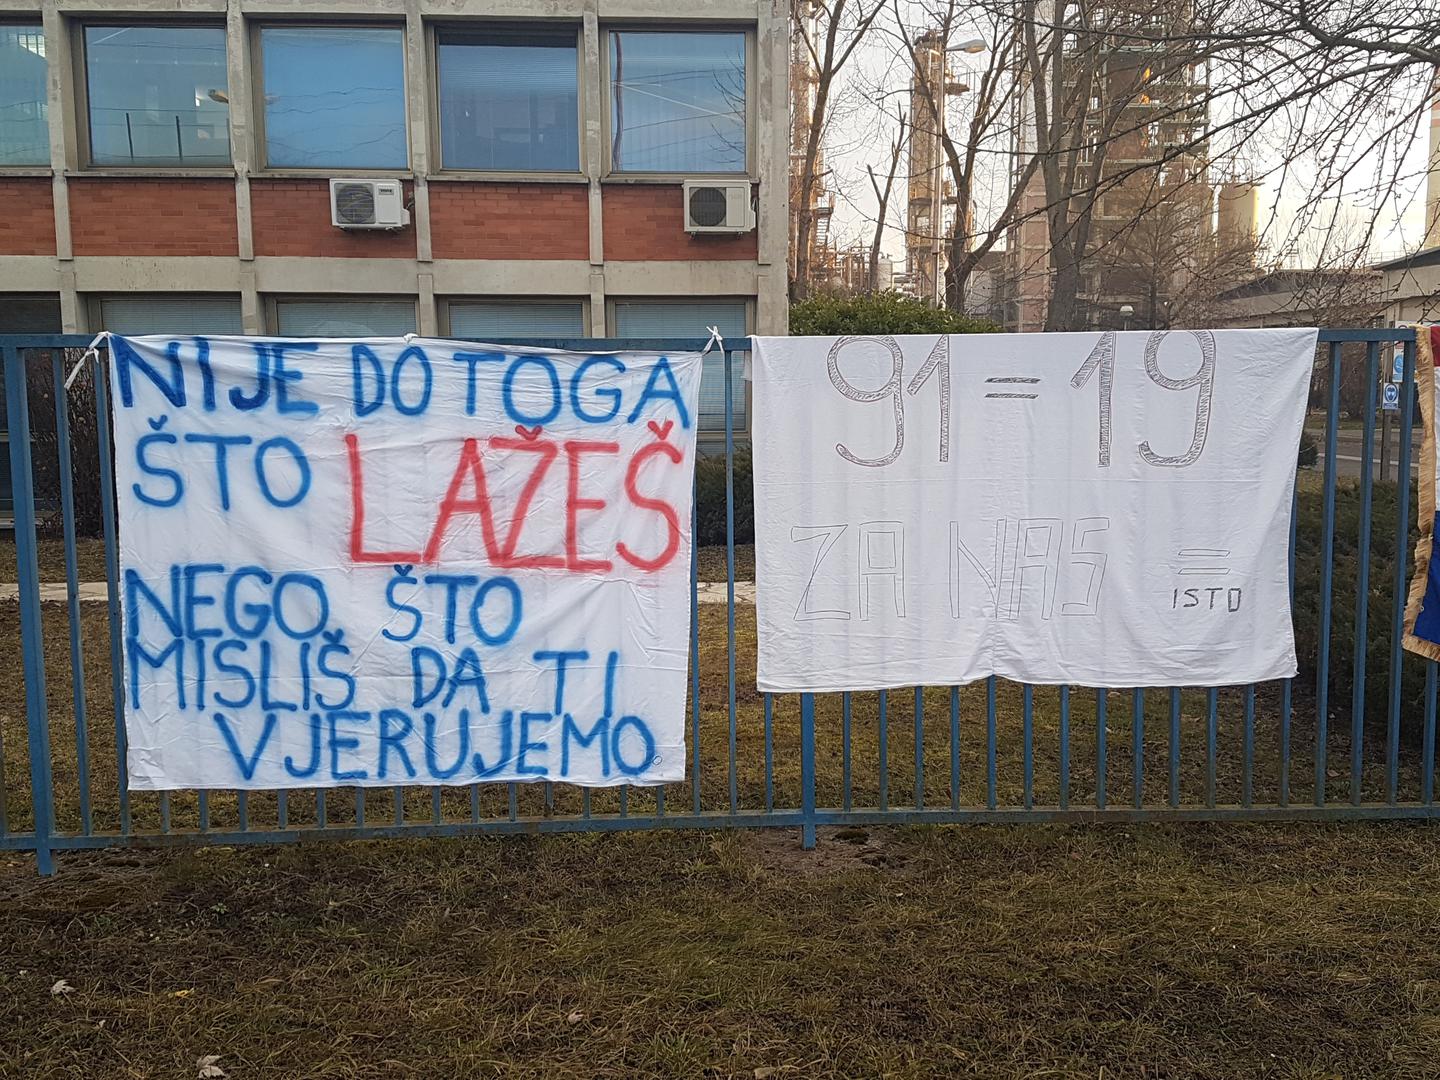 NIJE DO TOGA
ŠTO LAŽEŠ
NEGO ŠTO
MISLIŠ DA TI
VJERUJEMO.
91 = 19
ZA NAS =
ISTO